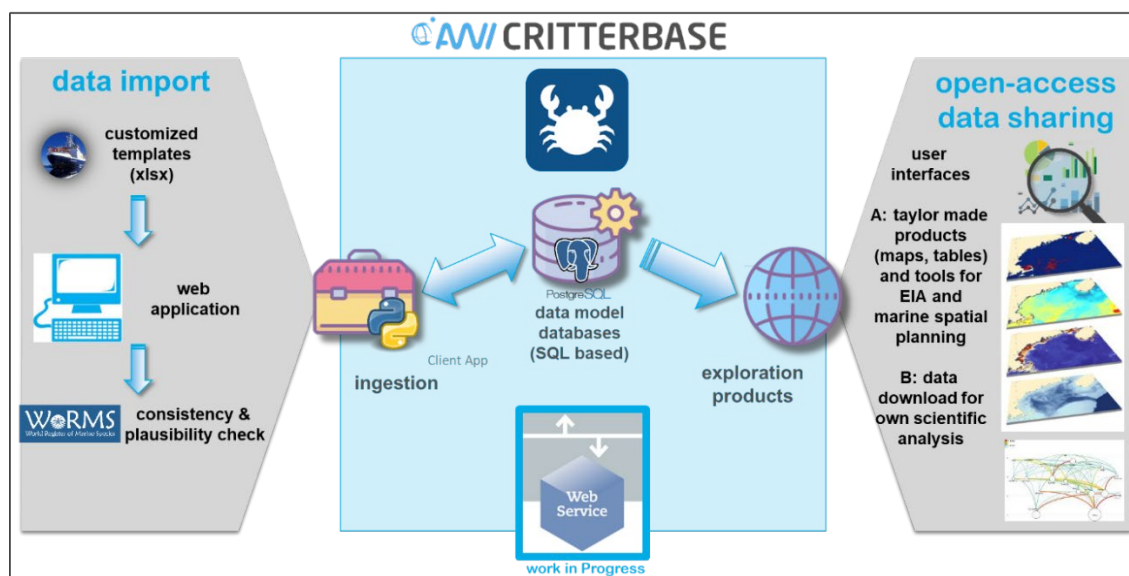 AWI CRITTERBASE
data import
customized
templates
(xlsx)
web
application
WoRMS
World Register of Marine Species
consistency &
plausibility check
ingestion
Client App
PostgreSQL
data model
databases
(SQL based)
exploration
products
Web
Service
work in Progress
open-access
data sharing
user
interfaces
A: taylor made
products
(maps, tables)
and tools for
EIA and
marine spatial
planning
B: data
download for
own scientific
analysis